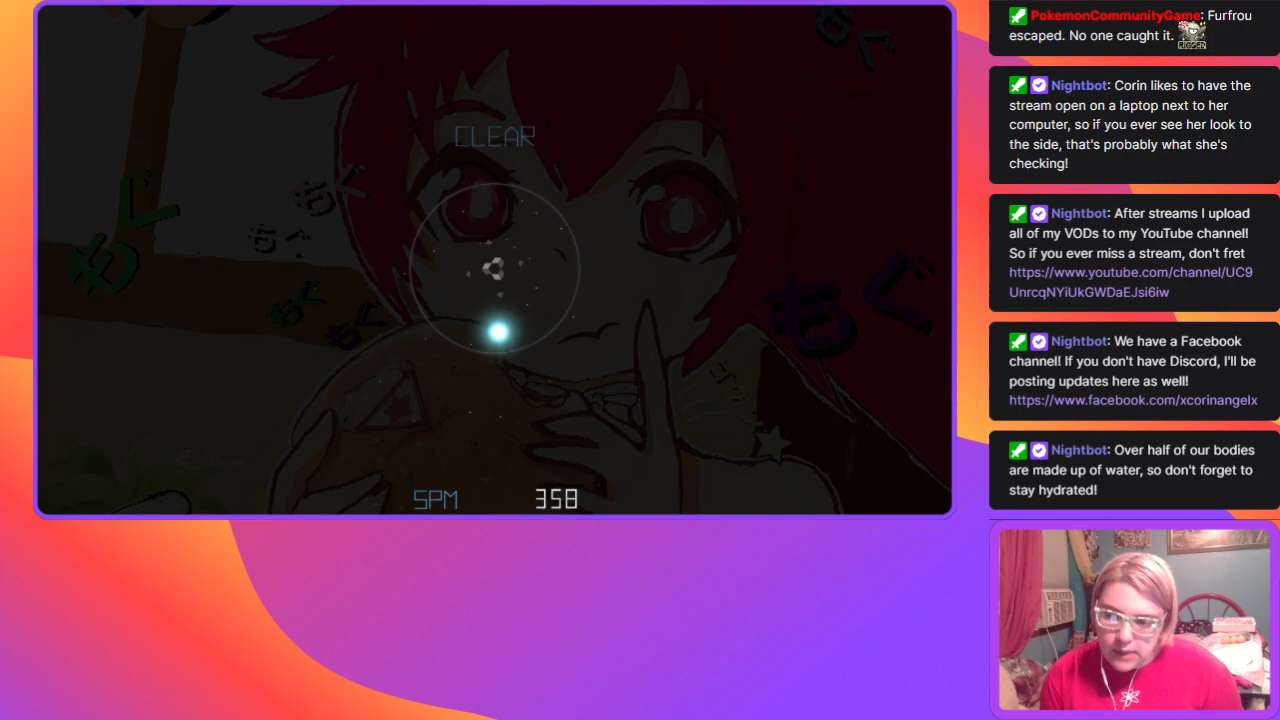 PokemonCommunityGame: Furfrou
escaped. No one caught it.
Nightbot: Corin likes to have the
stream open on a laptop next to her
computer, so if you ever see her look to
the side, that's probably what she's
checking!
Nightbot: After streams I upload
all of my VODs to my YouTube channel!
So if you ever miss a stream, don't fret
https://www.youtube.com/channel/UC9
UnrcqNYiUkGWDaEJsi6iw
Nightbot: We have a Facebook
channel! If you don't have Discord, I'll be
posting updates here as well!
https://www.facebook.com/xcorinangelx
Nightbot: Over half of our bodies
are made up of water, so don't forget to
stay hydrated!
CLEAR
もぐ
もぐ
もぐ
もぐ
もぐ
もぐ
もぐ
SPM 358